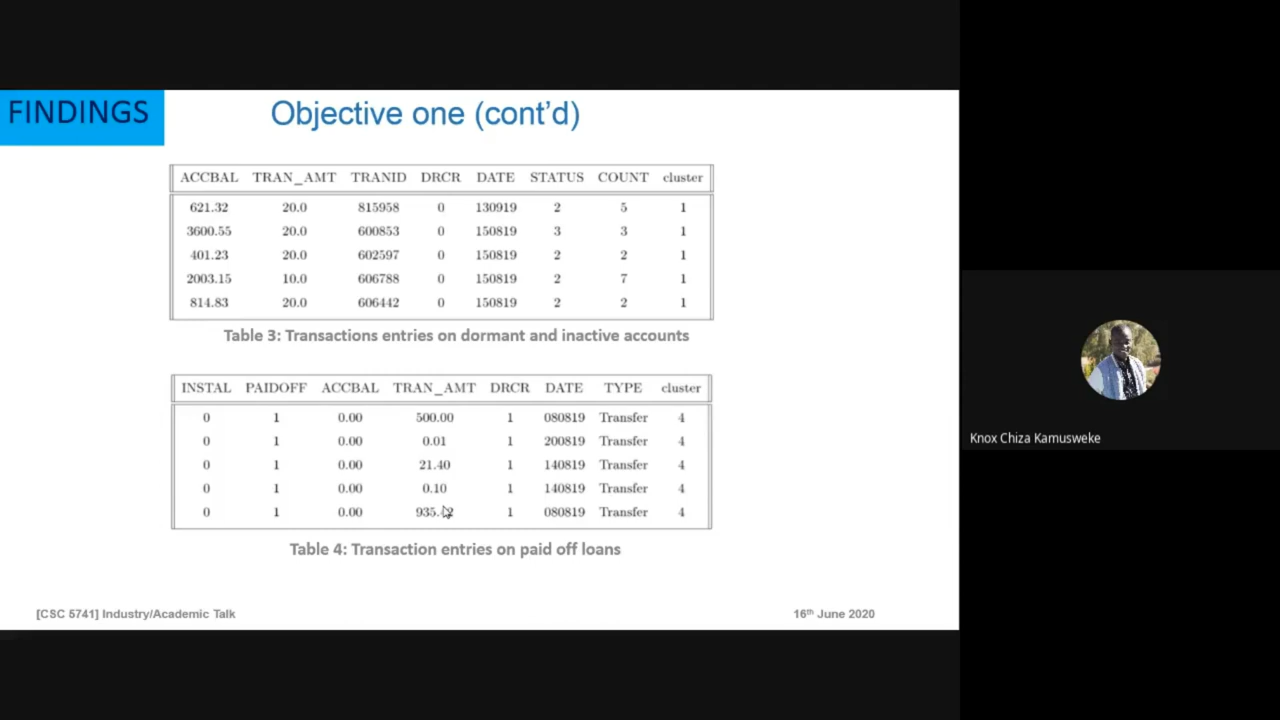 FINDINGS
Objective one (cont’d)
ACCBAL TRAN_AMT TRANID DRCR DATE STATUS COUNT cluster
621.32 20.0 815958 0 130919 2 5 1
3600.55 20.0 600853 0 150819 3 3 1
401.23 20.0 602597 0 150819 2 2 1
2003.15 10.0 606788 0 150819 2 7 1
814.83 20.0 606442 0 150819 2 2 1
Table 3: Transactions entries on dormant and inactive accounts
INSTAL PAIDOFF ACCBAL TRAN_AMT DRCR DATE TYPE cluster
0 1 0.00 500.00 1 080819 Transfer 4
0 1 0.00 0.01 1 200819 Transfer 4
0 1 0.00 21.40 1 140819 Transfer 4
0 1 0.00 0.10 1 140819 Transfer 4
0 1 0.00 1 080819 Transfer 4
Table 4: Transaction entries on paid off loans
Knox Chiza Kamusweke
[CSC 5741] Industry/Academic Talk
16th June 2020